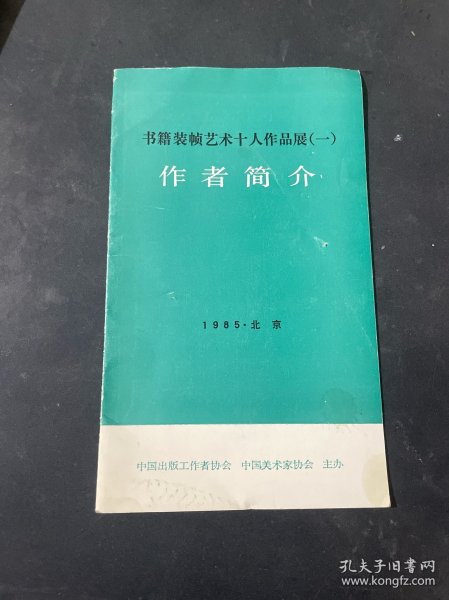 书籍装帧艺术十人作品展(一)
作者简介
1985·北京
中国出版工作者协会 中国美术家协会 主办
孔夫子旧书网
www.kongfz.com